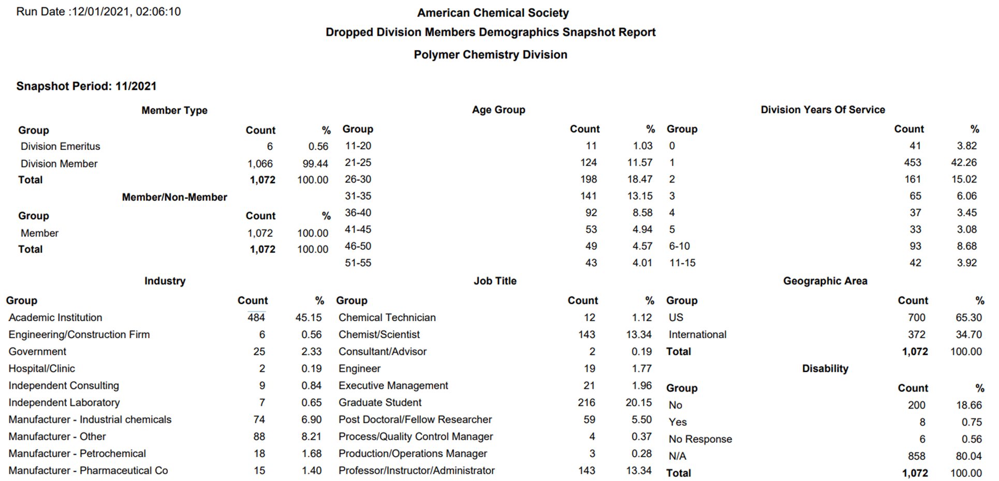 Run Date :12/01/2021, 02:06:10
American Chemical Society
Dropped Division Members Demographics Snapshot Report
Polymer Chemistry Division
Snapshot Period: 11/2021
Member Type
Group Count %
Division Emeritus 6 0.56
Division Member 1,066 99.44
Total 1,072 100.00
Member/Non-Member
Group Count %
Member 1,072 100.00
Total 1,072 100.00
Age Group
Group Count %
11-20 11 1.03
21-25 124 11.57
26-30 198 18.47
31-35 141 13.15
36-40 92 8.58
41-45 53 4.94
46-50 49 4.57
51-55 43 4.01
Division Years Of Service
Group Count %
0 41 3.82
1 453 42.26
2 161 15.02
3 65 6.06
4 37 3.45
5 33 3.08
6-10 93 8.68
11-15 42 3.92
Industry
Group Count %
Academic Institution 484 45.15
Engineering/Construction Firm 6 0.56
Government 25 2.33
Hospital/Clinic 2 0.19
Independent Consulting 9 0.84
Independent Laboratory 7 0.65
Manufacturer - Industrial chemicals 74 6.90
Manufacturer - Other 88 8.21
Manufacturer - Petrochemical 18 1.68
Manufacturer - Pharmaceutical Co 15 1.40
Job Title
Group Count %
Chemical Technician 12 1.12
Chemist/Scientist 143 13.34
Consultant/Advisor 2 0.19
Engineer 19 1.77
Executive Management 21 1.96
Graduate Student 216 20.15
Post Doctoral/Fellow Researcher 59 5.50
Process/Quality Control Manager 4 0.37
Production/Operations Manager 3 0.28
Professor/Instructor/Administrator 143 13.34
Geographic Area
Group Count %
US 700 65.30
International 372 34.70
Total 1,072 100.00
Disability
Group Count %
No 200 18.66
Yes 8 0.75
No Response 6 0.56
N/A 858 80.04
Total 1,072 100.00